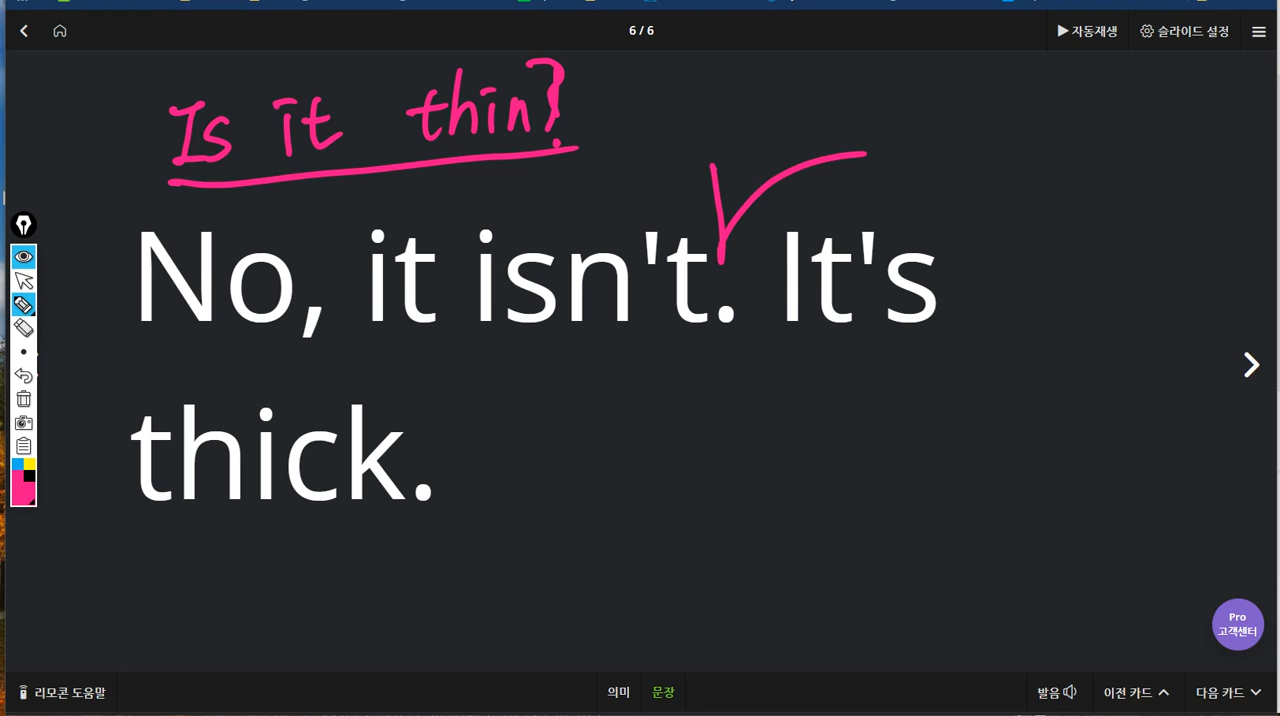 6 / 6
자동재생
슬라이드 설정
Is it thin?
No, it isn't. It's
thick.
Pro
고객센터
리모콘 도움말
의미
문장
발음
이전 카드
다음 카드